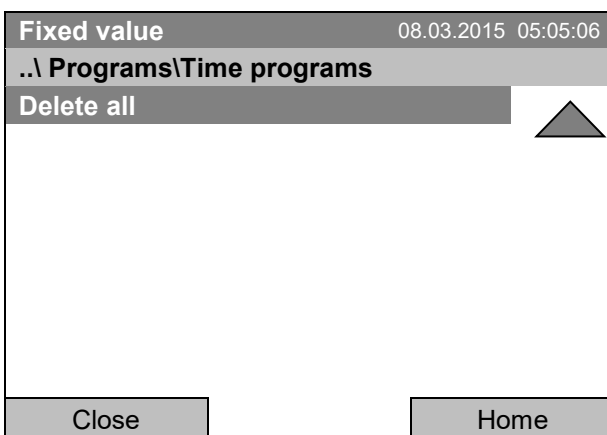 Fixed value 08.03.2015 05:05:06
..\ Programs\Time programs
Delete all
Close Home